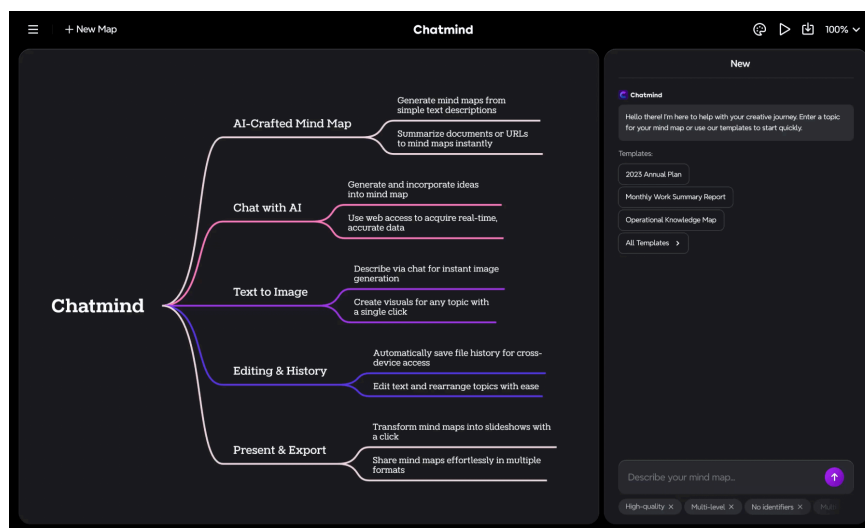 + New Map
Chatmind
100%
AI-Crafted Mind Map
Generate mind maps from
simple text descriptions
Summarize documents or URLs
to mind maps instantly
Chat with AI
Generate and incorporate ideas
into mind map
Use web access to acquire real-time,
accurate data
Chatmind
Text to Image
Describe via chat for instant image
generation
Create visuals for any topic with
a single click
Editing & History
Automatically save file history for cross-
device access
Edit text and rearrange topics with ease
Present & Export
Transform mind maps into slideshows with
a click
Share mind maps effortlessly in multiple
formats
New
Chatmind
Hello there! I'm here to help with your creative journey. Enter a topic
for your mind map or use our templates to start quickly.
Templates:
2023 Annual Plan
Monthly Work Summary Report
Operational Knowledge Map
All Templates >
Describe your mind map...
High-quality × Multi-level × No identifiers ×